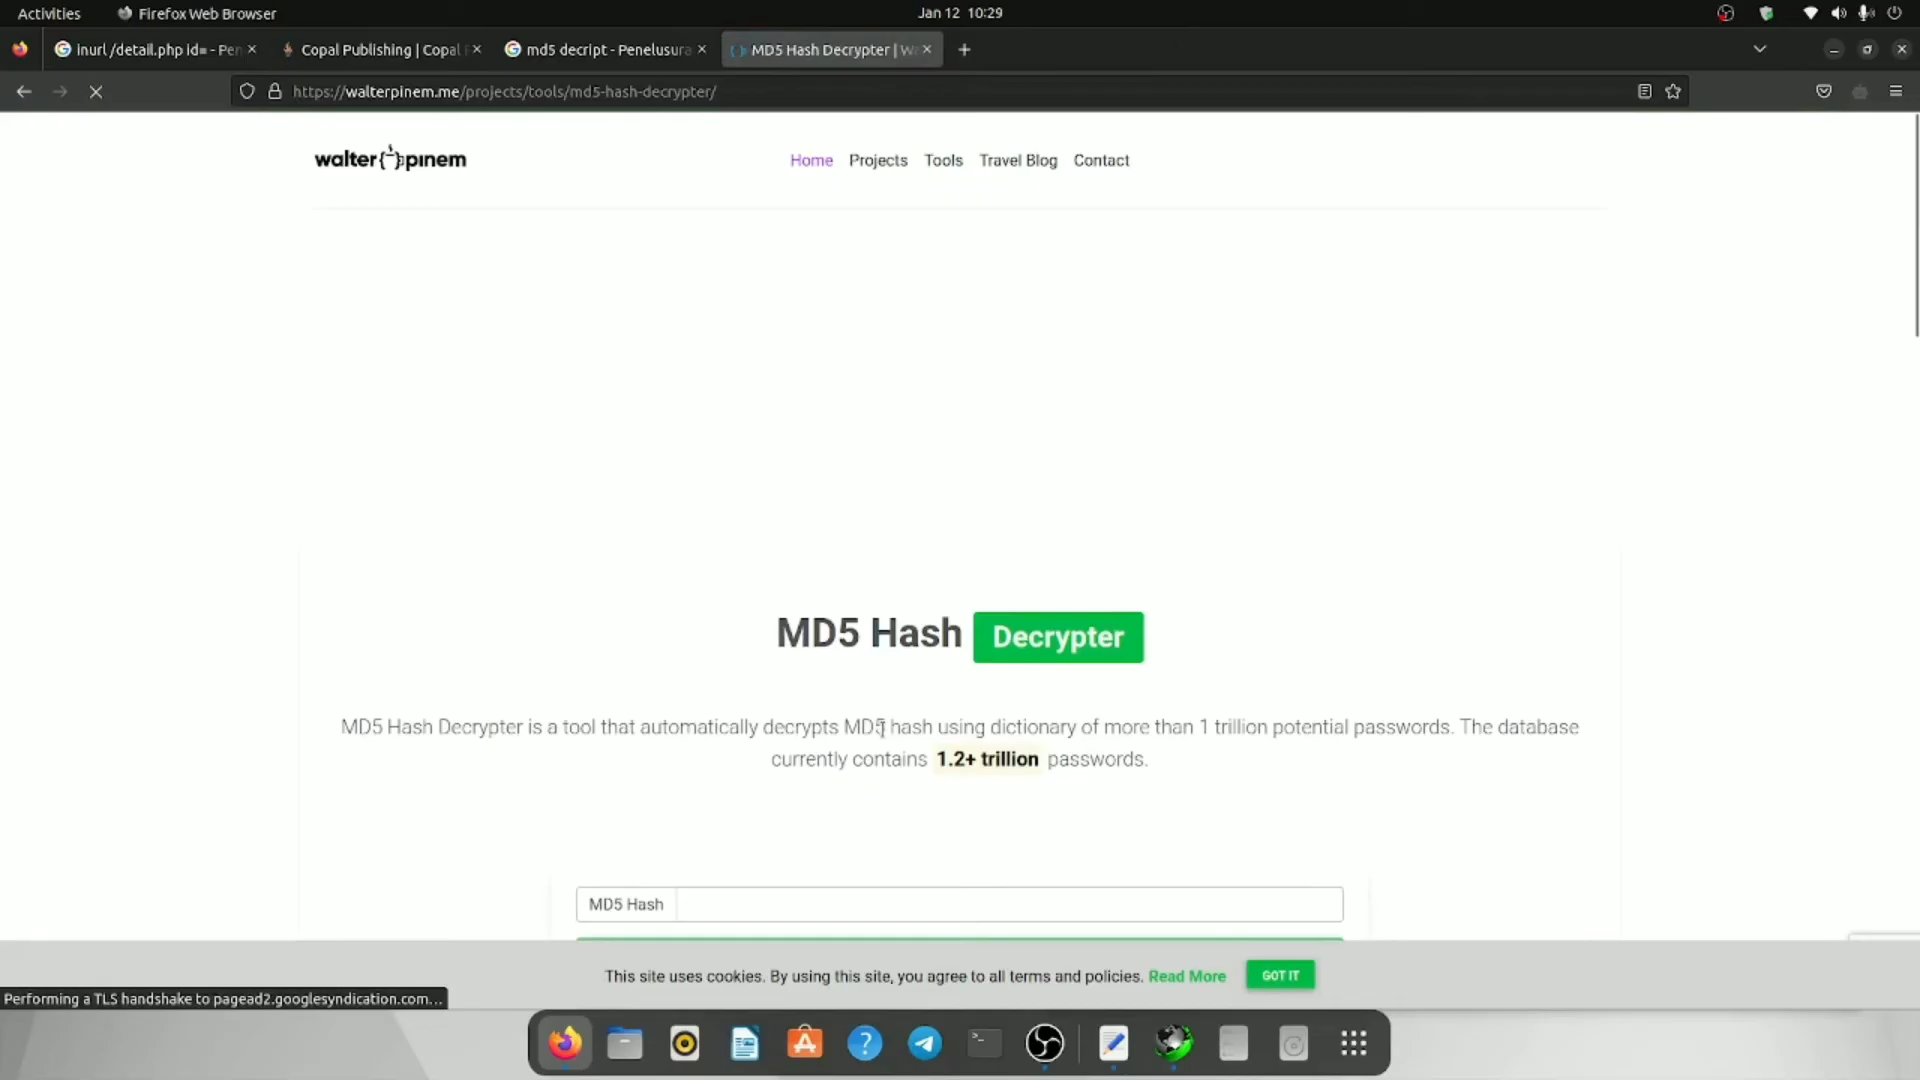 Activities
Firefox Web Browser
Jan 12 10:29
inurl /detail.php id= - Pen
Copal Publishing | Copal P
md5 decript - Penelusura
MD5 Hash Decrypter | Wa
https://walterpinem.me/projects/tools/md5-hash-decrypter/
walter{ }pinem
Home
Projects
Tools
Travel Blog
Contact
MD5 Hash Decrypter
MD5 Hash Decrypter is a tool that automatically decrypts MD5 hash using dictionary of more than 1 trillion potential passwords. The database
currently contains 1.2+ trillion passwords.
MD5 Hash
This site uses cookies. By using this site, you agree to all terms and policies. Read More
GOT IT
Performing a TLS handshake to pagead2.googlesyndication.com...